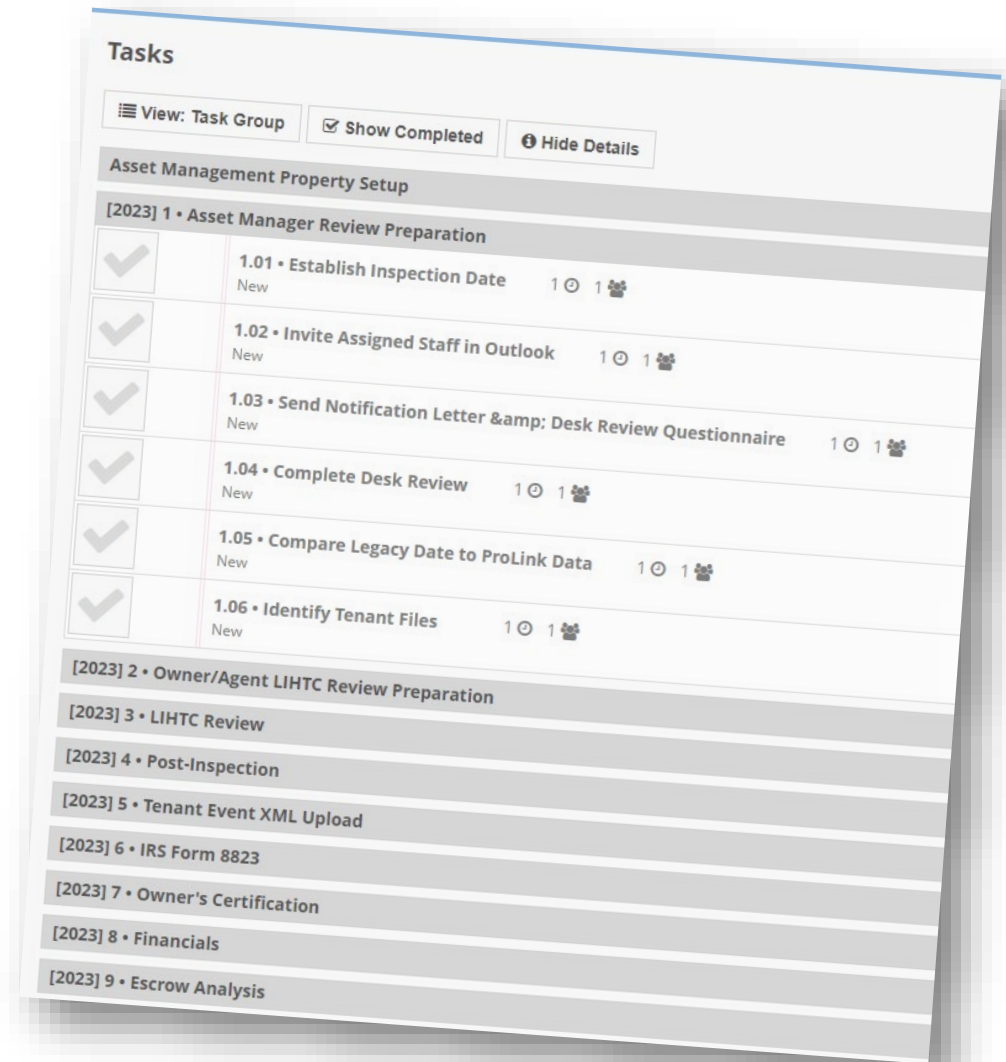 Tasks
View: Task Group Show Completed Hide Details
Asset Management Property Setup
[2023] 1 • Asset Manager Review Preparation
1.01 • Establish Inspection Date 1 1
New
1.02 • Invite Assigned Staff in Outlook 1 1
New
1.03 • Send Notification Letter &amp; Desk Review Questionnaire 1 1
New
1.04 • Complete Desk Review 1 1
New
1.05 • Compare Legacy Date to ProLink Data 1 1
New
1.06 • Identify Tenant Files 1 1
New
[2023] 2 • Owner/Agent LIHTC Review Preparation
[2023] 3 • LIHTC Review
[2023] 4 • Post-Inspection
[2023] 5 • Tenant Event XML Upload
[2023] 6 • IRS Form 8823
[2023] 7 • Owner's Certification
[2023] 8 • Financials
[2023] 9 • Escrow Analysis